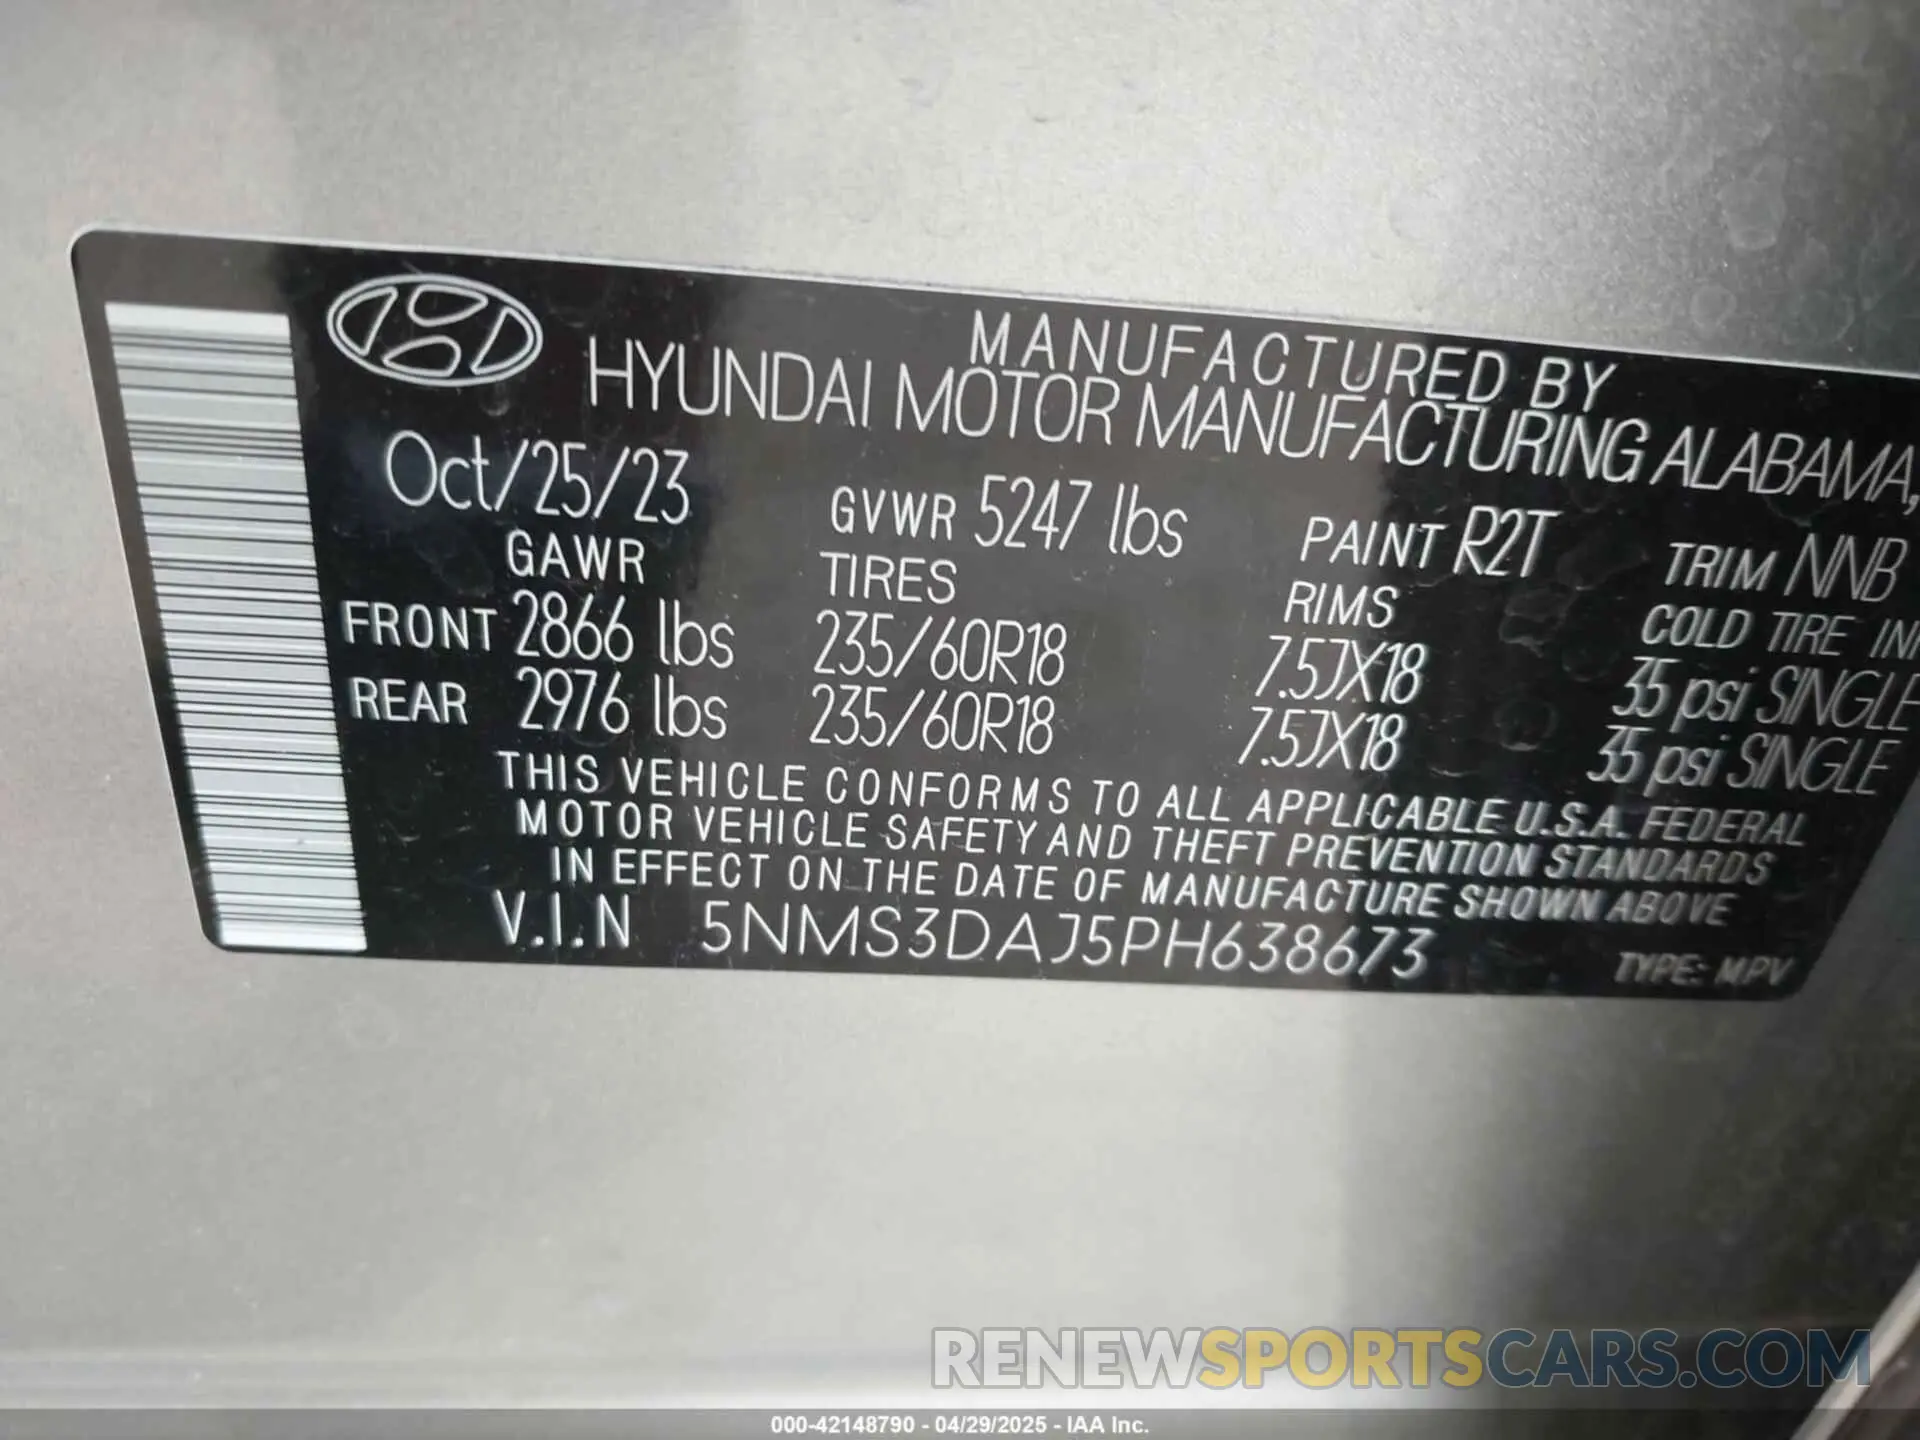 MANUFACTURED BY
HYUNDAI MOTOR MANUFACTURING ALABAMA,
Oct/25/23 GVWR 5247 lbs PAINT R2T TRIM NNB
GAWR TIRES RIMS COLD TIRE
FRONT 2866 lbs 235/60R18 7.5JX18 35 psi SINGLE
REAR 2976 lbs 235/60R18 7.5JX18 35 psi SINGLE
THIS VEHICLE CONFORMS TO ALL APPLICABLE U.S.A. FEDERAL
MOTOR VEHICLE SAFETY AND THEFT PREVENTION STANDARDS
IN EFFECT ON THE DATE OF MANUFACTURE SHOWN ABOVE
V.I.N 5NMS3DAJ5PH638673 TYPE: MPV
RENEWSPORTSCARS.COM
000-42148790 - 04/29/2025 - IAA Inc.